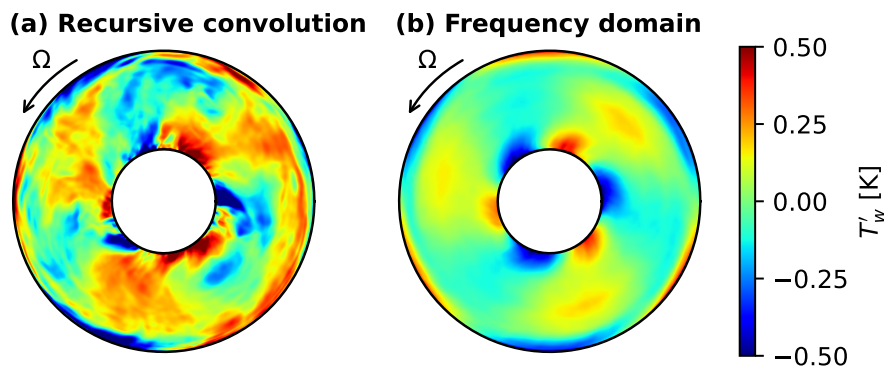 (a) Recursive convolution
(b) Frequency domain
Ω
Ω
0.50
0.25
0.00
−0.25
−0.50
T′w [K]